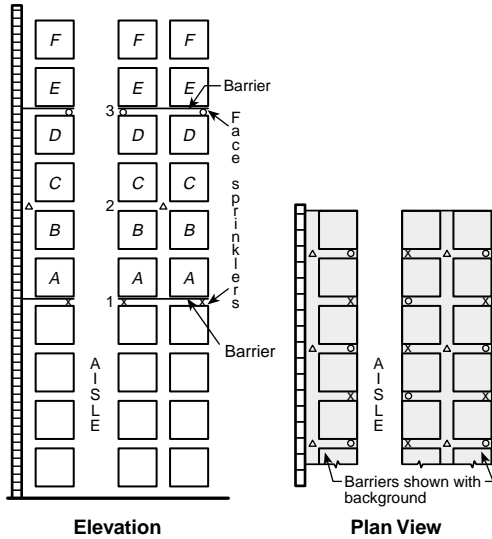 F F F
E E E
Barrier
3
D D D
C C C
2
B B B
A A A
1
Face sprinklers
Barrier
AISLE
Elevation
x o
o x
x o
o x
x o
AISLE
Barriers shown with
background
Plan View